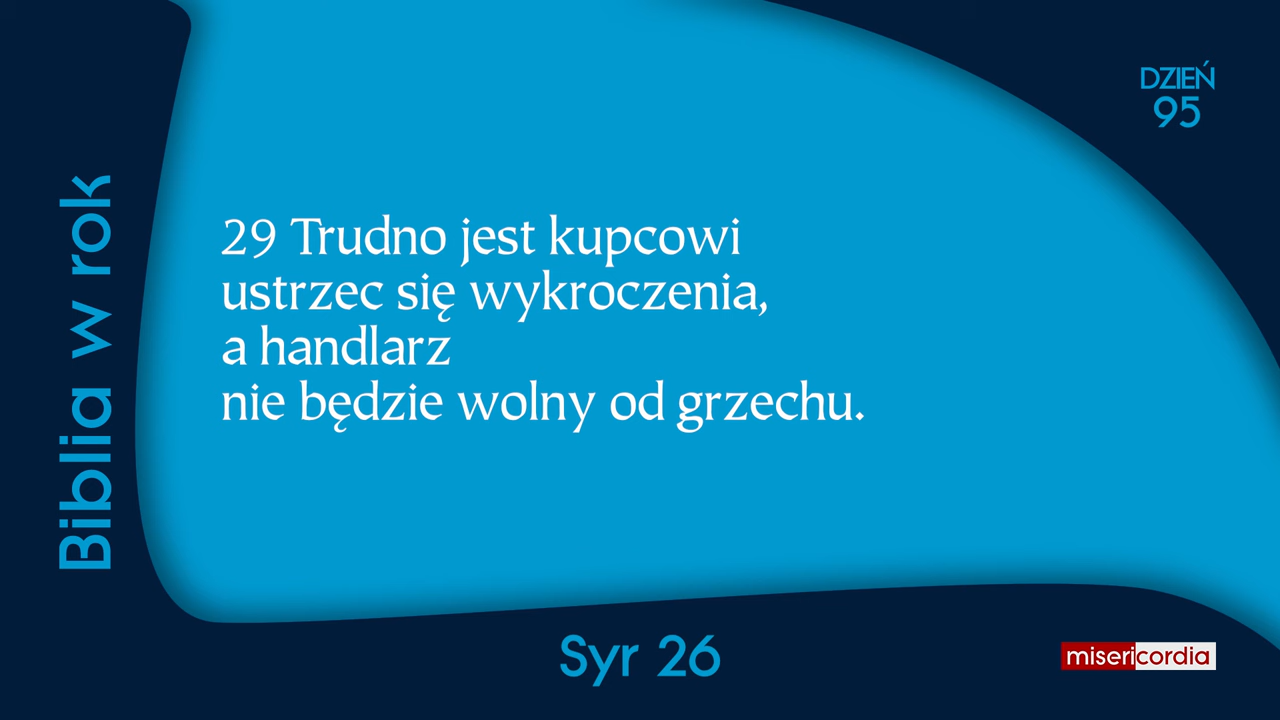 DZIEŃ
95
Biblia w rok
29 Trudno jest kupcowi
ustrzec się wykroczenia,
a handlarz
nie będzie wolny od grzechu.
Syr 26
misericordia